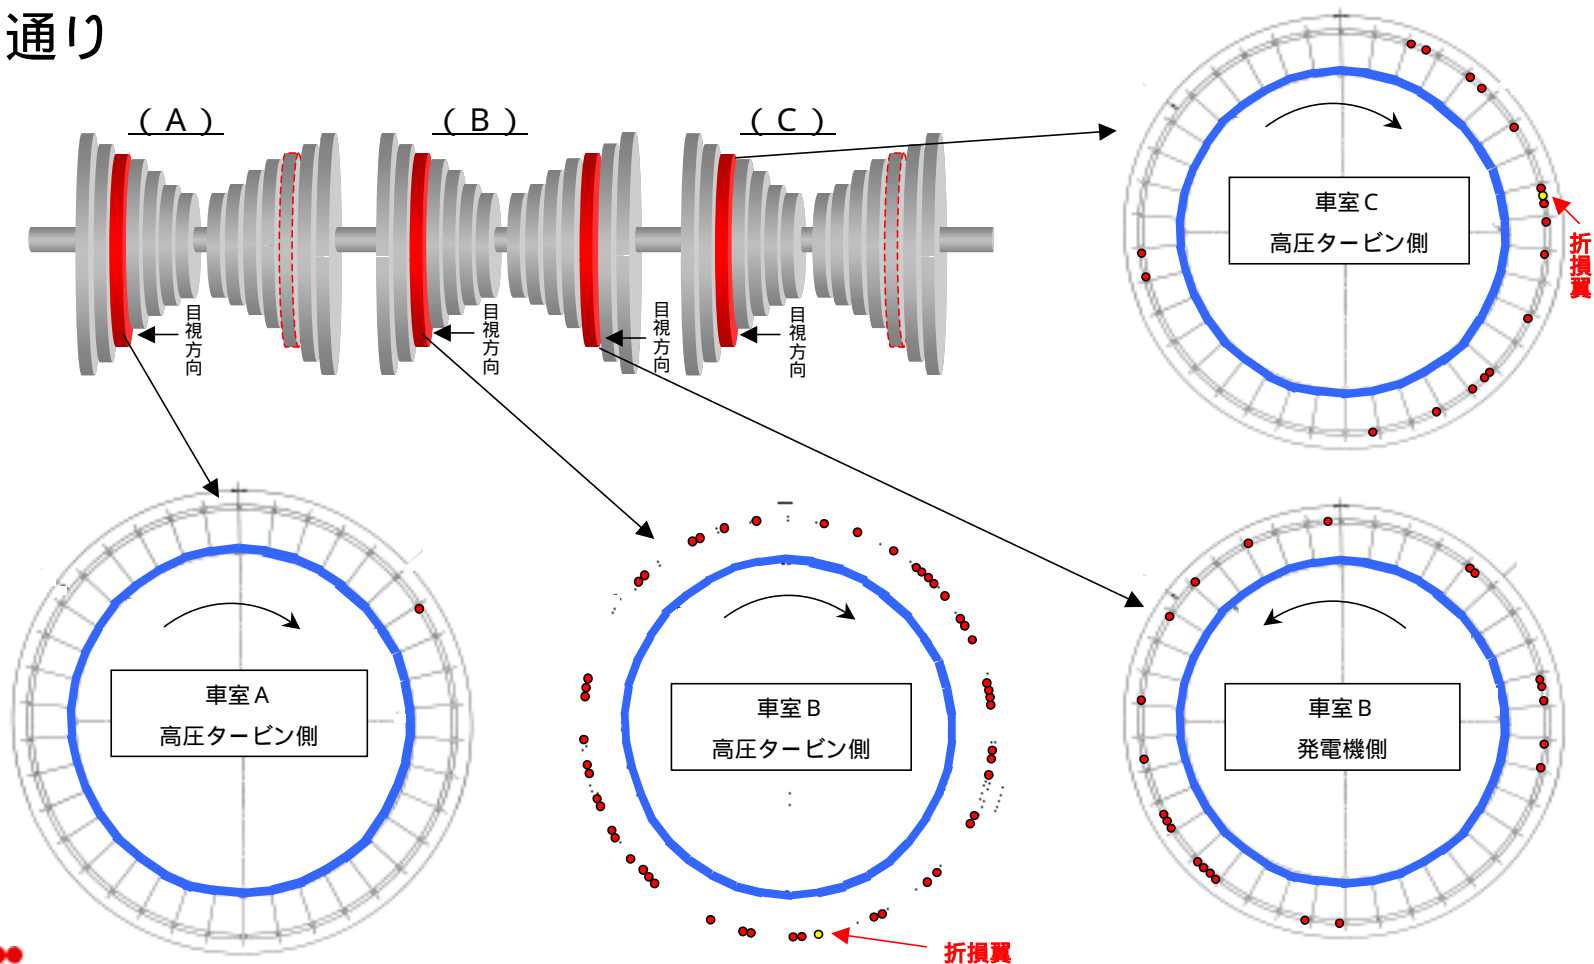 通り
（Ａ）
（Ｂ）
（Ｃ）
目視方向
目視方向
目視方向
目視方向
車室Ｃ
高圧タービン側
折損翼
車室Ａ
高圧タービン側
車室Ｂ
高圧タービン側
折損翼
車室Ｂ
発電機側